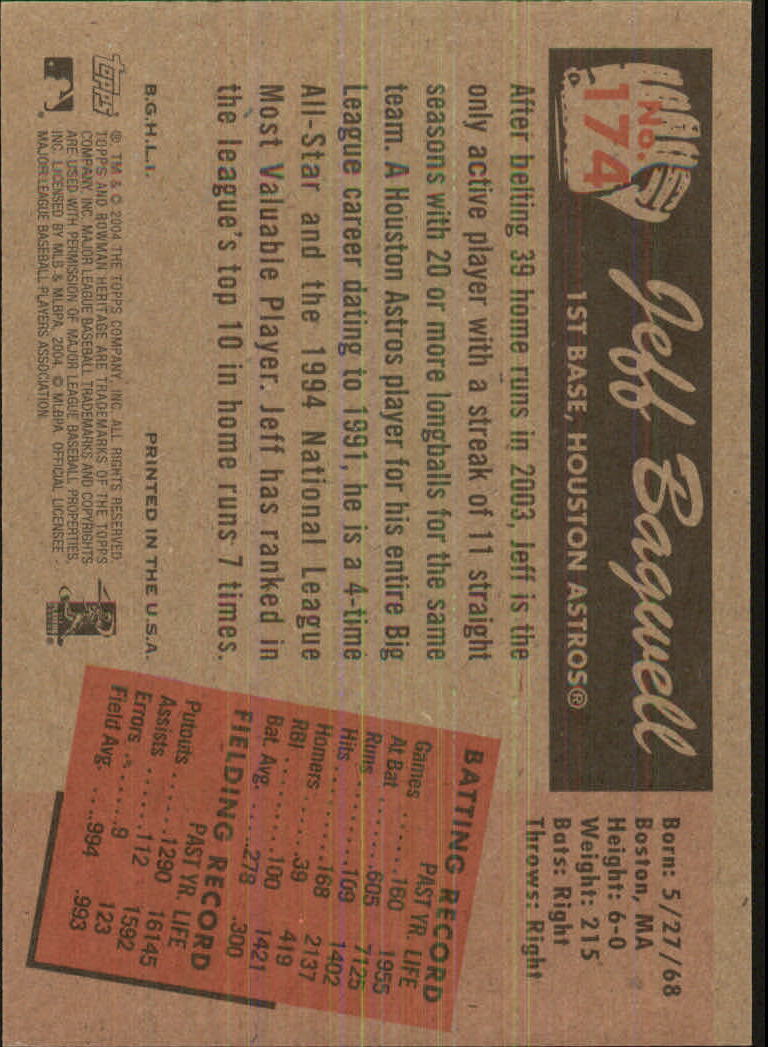 No.
174
Jeff Bagwell
1ST BASE, HOUSTON ASTROS®
Born: 5/27/68
Boston, MA
Height: 6-0
Weight: 215
Bats: Right
Throws: Right
After belting 39 home runs in 2003, Jeff is the
only active player with a streak of 11 straight
seasons with 20 or more longballs for the same
team. A Houston Astros player for his entire Big
League career dating to 1991, he is a 4-time
All-Star and the 1994 National League
Most Valuable Player. Jeff has ranked in
the league's top 10 in home runs 7 times.
BATTING RECORD
PAST YR. LIFE
Games ......160 1955
At Bat ......605 7125
Runs ......109 1402
Hits ......168 2137
Homers ......39 419
RBI ......100 1421
Bat. Avg. .....278 .300
FIELDING RECORD
PAST YR. LIFE
Putouts .....1290 16145
Assists ......112 1592
Errors ......9 123
Field Avg. ...994 .993
B.G.H.L.I. PRINTED IN THE U.S.A.
topps
® TM & © 2004 THE TOPPS COMPANY, INC. ALL RIGHTS RESERVED.
TOPPS AND BOWMAN HERITAGE ARE TRADEMARKS OF THE TOPPS
COMPANY, INC. MAJOR LEAGUE BASEBALL TRADEMARKS AND COPYRIGHTS
ARE USED WITH PERMISSION OF MAJOR LEAGUE BASEBALL PROPERTIES,
INC. LICENSED BY MLB & MLBPA, 2004. © MLBPA OFFICIAL LICENSEE -
MAJOR LEAGUE BASEBALL PLAYERS ASSOCIATION.